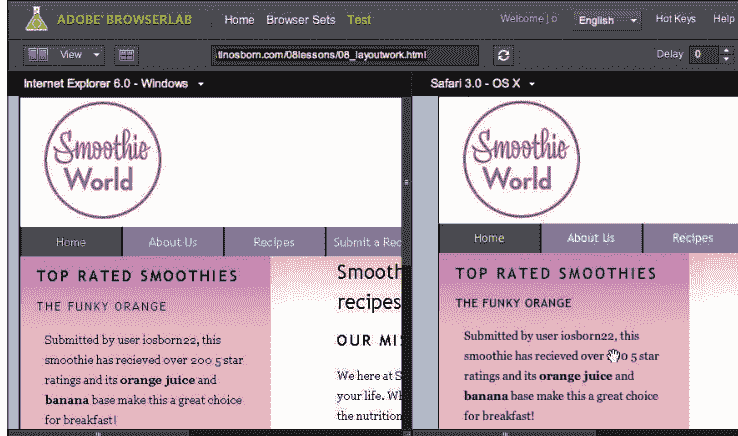 ADOBE® BROWSERLAB Home Browser Sets Test Welcome | o English Hot Keys Help
View tinosborn.com/08lessons/08_layoutwork.html Delay 0
Internet Explorer 6.0 - Windows
Smoothie
World
Home About Us Recipes Submit a Rec
TOP RATED SMOOTHIES
THE FUNKY ORANGE
Submitted by user iosborn22, this
smoothie has recieved over 200 5 star
ratings and its orange juice and
banana base make this a great choice
for breakfast!
Smooth
recipes
OUR MI
We here at S
your life. Wh
the nutrition
Safari 3.0 - OS X
Smoothie
World
Home About Us Recipes
TOP RATED SMOOTHIES
THE FUNKY ORANGE
Submitted by user iosborn22, this
smoothie has recieved over 200 5 star
ratings and its orange juice and
banana base make this a great choice
for breakfast!